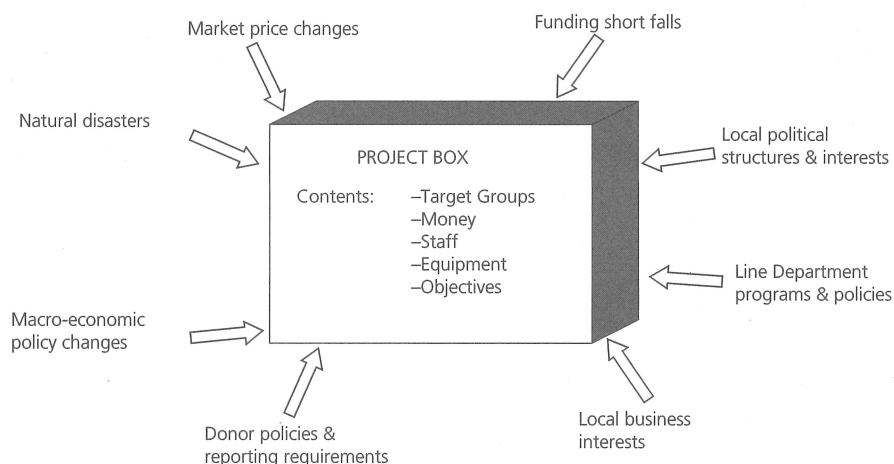 Market price changes
Funding short falls
Natural disasters
Local political
structures & interests
PROJECT BOX
Contents: –Target Groups
–Money
–Staff
–Equipment
–Objectives
Line Department
programs & policies
Macro-economic
policy changes
Donor policies &
reporting requirements
Local business
interests